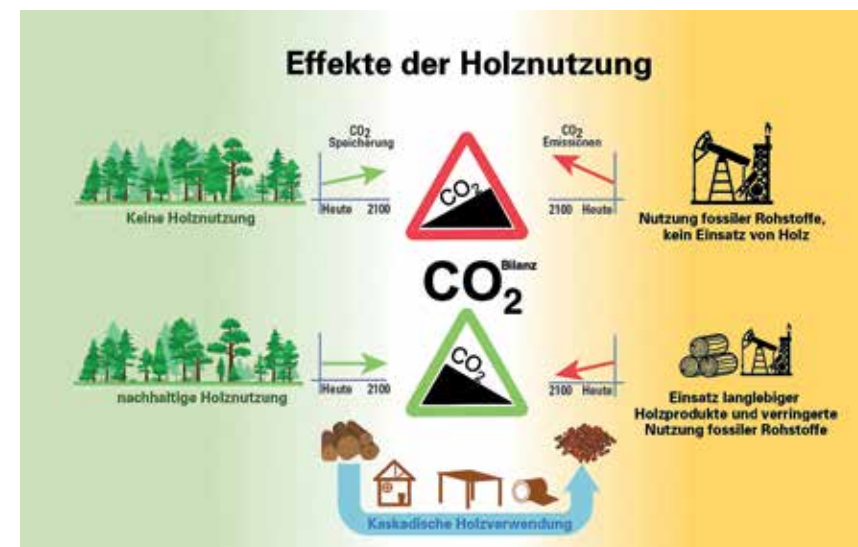 Effekte der Holznutzung
CO2
Speicherung
CO2
Emissionen
CO2
Keine Holznutzung
Heute 2100
2100 Heute
Nutzung fossiler Rohstoffe,
kein Einsatz von Holz
CO2
Bilanz
CO2
nachhaltige Holznutzung
Heute 2100
2100 Heute
Einsatz langlebiger
Holzprodukte und verringerte
Nutzung fossiler Rohstoffe
Kaskadische Holzverwendung